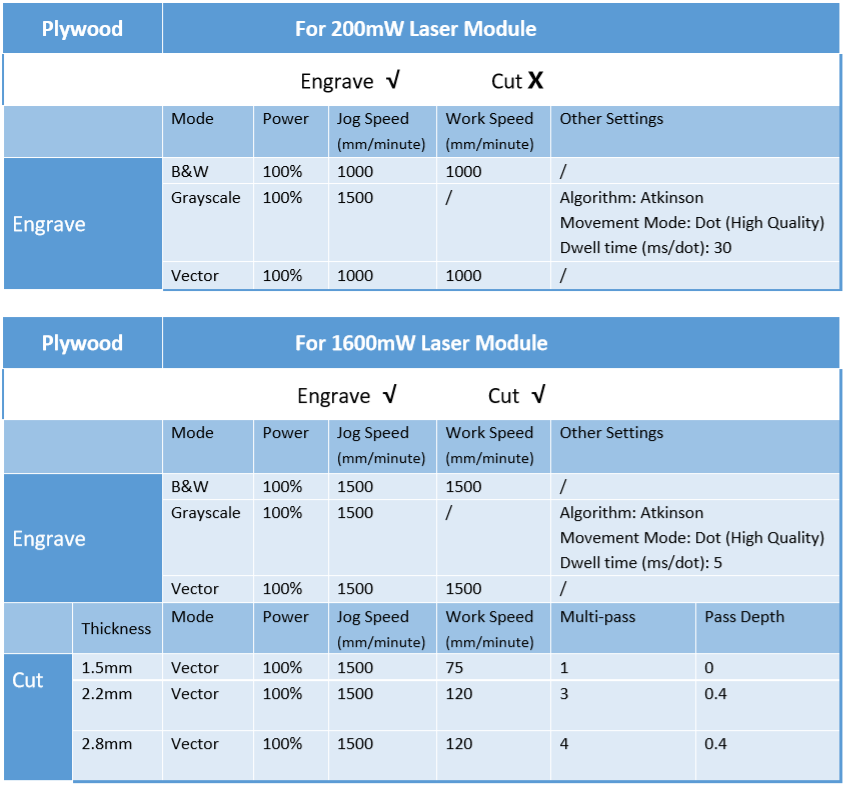 Plywood For 200mW Laser Module
Engrave √ Cut X
Mode Power Jog Speed Work Speed Other Settings
(mm/minute) (mm/minute)
B&W 100% 1000 1000 /
Grayscale 100% 1500 / Algorithm: Atkinson
Engrave Movement Mode: Dot (High Quality)
Dwell time (ms/dot): 30
Vector 100% 1000 1000 /
Plywood For 1600mW Laser Module
Engrave √ Cut √
Mode Power Jog Speed Work Speed Other Settings
(mm/minute) (mm/minute)
B&W 100% 1500 1500 /
Grayscale 100% 1500 / Algorithm: Atkinson
Engrave Movement Mode: Dot (High Quality)
Dwell time (ms/dot): 5
Vector 100% 1500 1500 /
Thickness Mode Power Jog Speed Work Speed Multi-pass Pass Depth
(mm/minute) (mm/minute)
Cut 1.5mm Vector 100% 1500 75 1 0
2.2mm Vector 100% 1500 120 3 0.4
2.8mm Vector 100% 1500 120 4 0.4